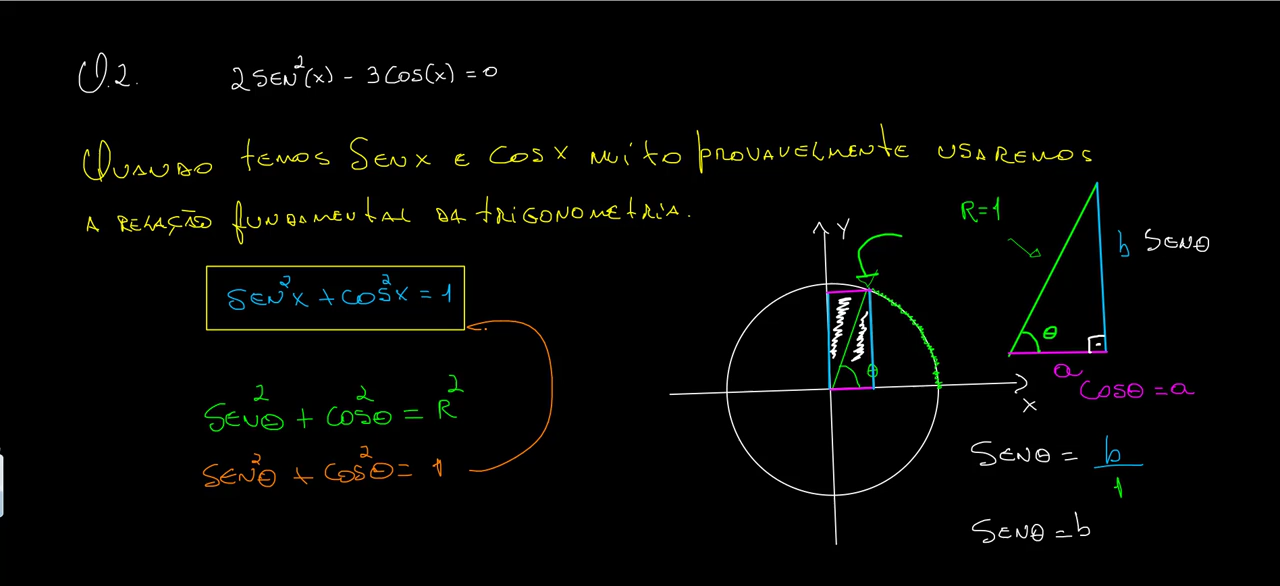 Q.2. 2SEN²(x) - 3COS(x) = 0
QUANDO TEMOS SENX E COSX MUITO PROVAVELMENTE USAREMOS
A RELAÇÃO FUNDAMENTAL DA TRIGONOMETRIA.
SEN²X + COS²X = 1
SEN²θ + COS²θ = R²
SEN²θ + COS²θ = 1
Y
θ
X
R=1
b SENθ
θ
a
COSθ = a
SENθ = b/1
SENθ = b